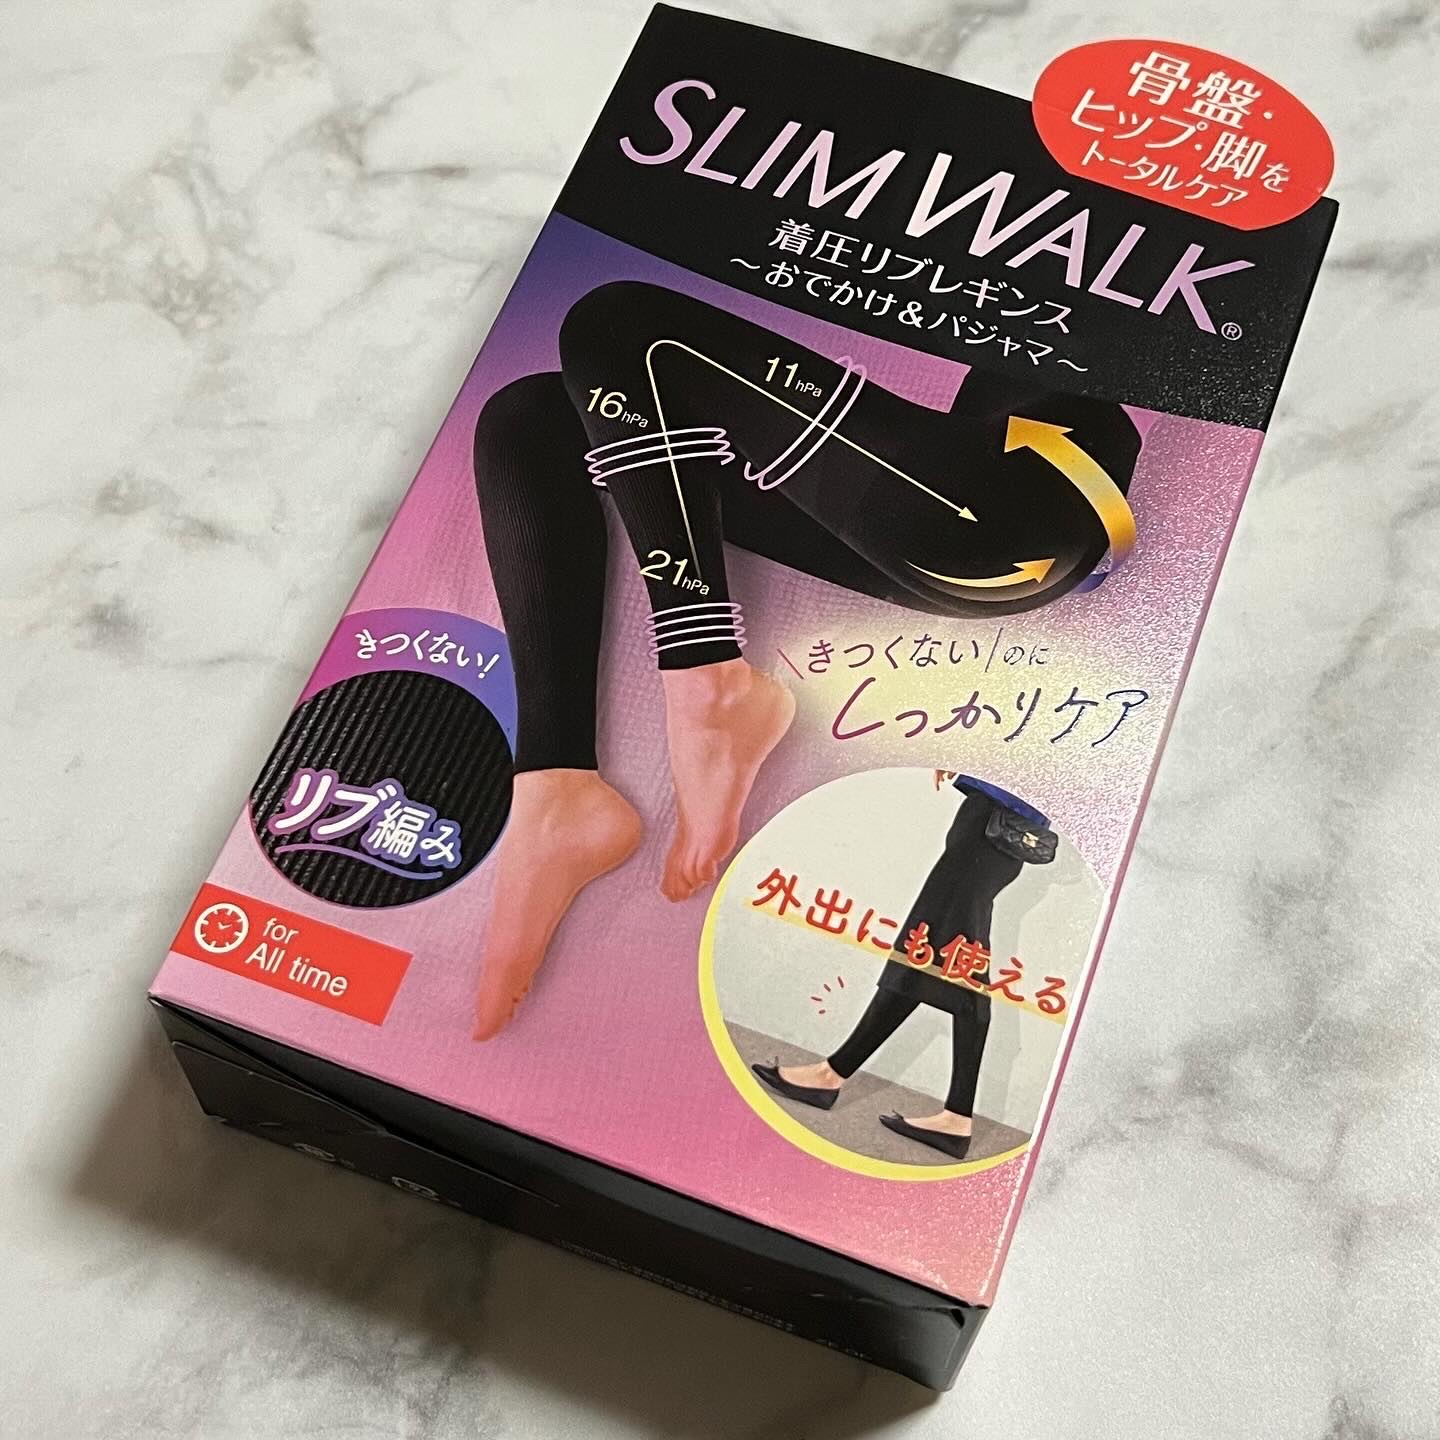 骨盤・
ヒップ・脚を
トータルケア
SLIM WALK®
着圧リブレギンス
～おでかけ&パジャマ～
11hPa
16hPa
21hPa
きつくない!
リブ編み
\きつくない/のに
しっかりケア
外出にも使える
for
All time